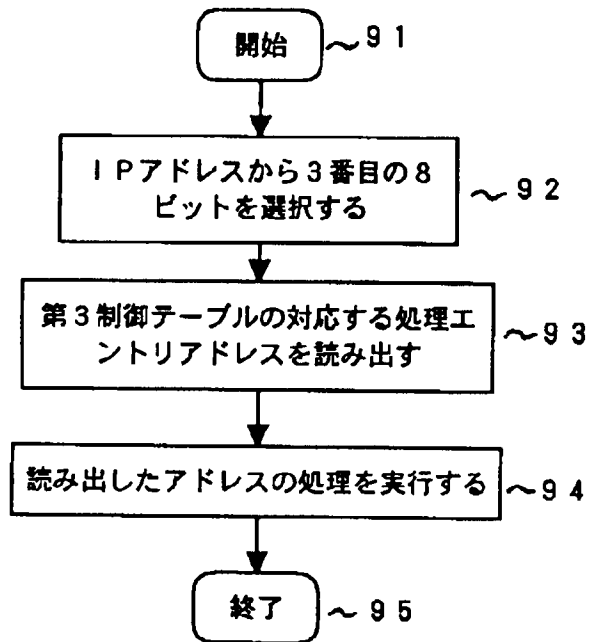 開始 ～91
IPアドレスから3番目の8
ビットを選択する ～92
第3制御テーブルの対応する処理エ
ントリアドレスを読み出す ～93
読み出したアドレスの処理を実行する ～94
終了 ～95